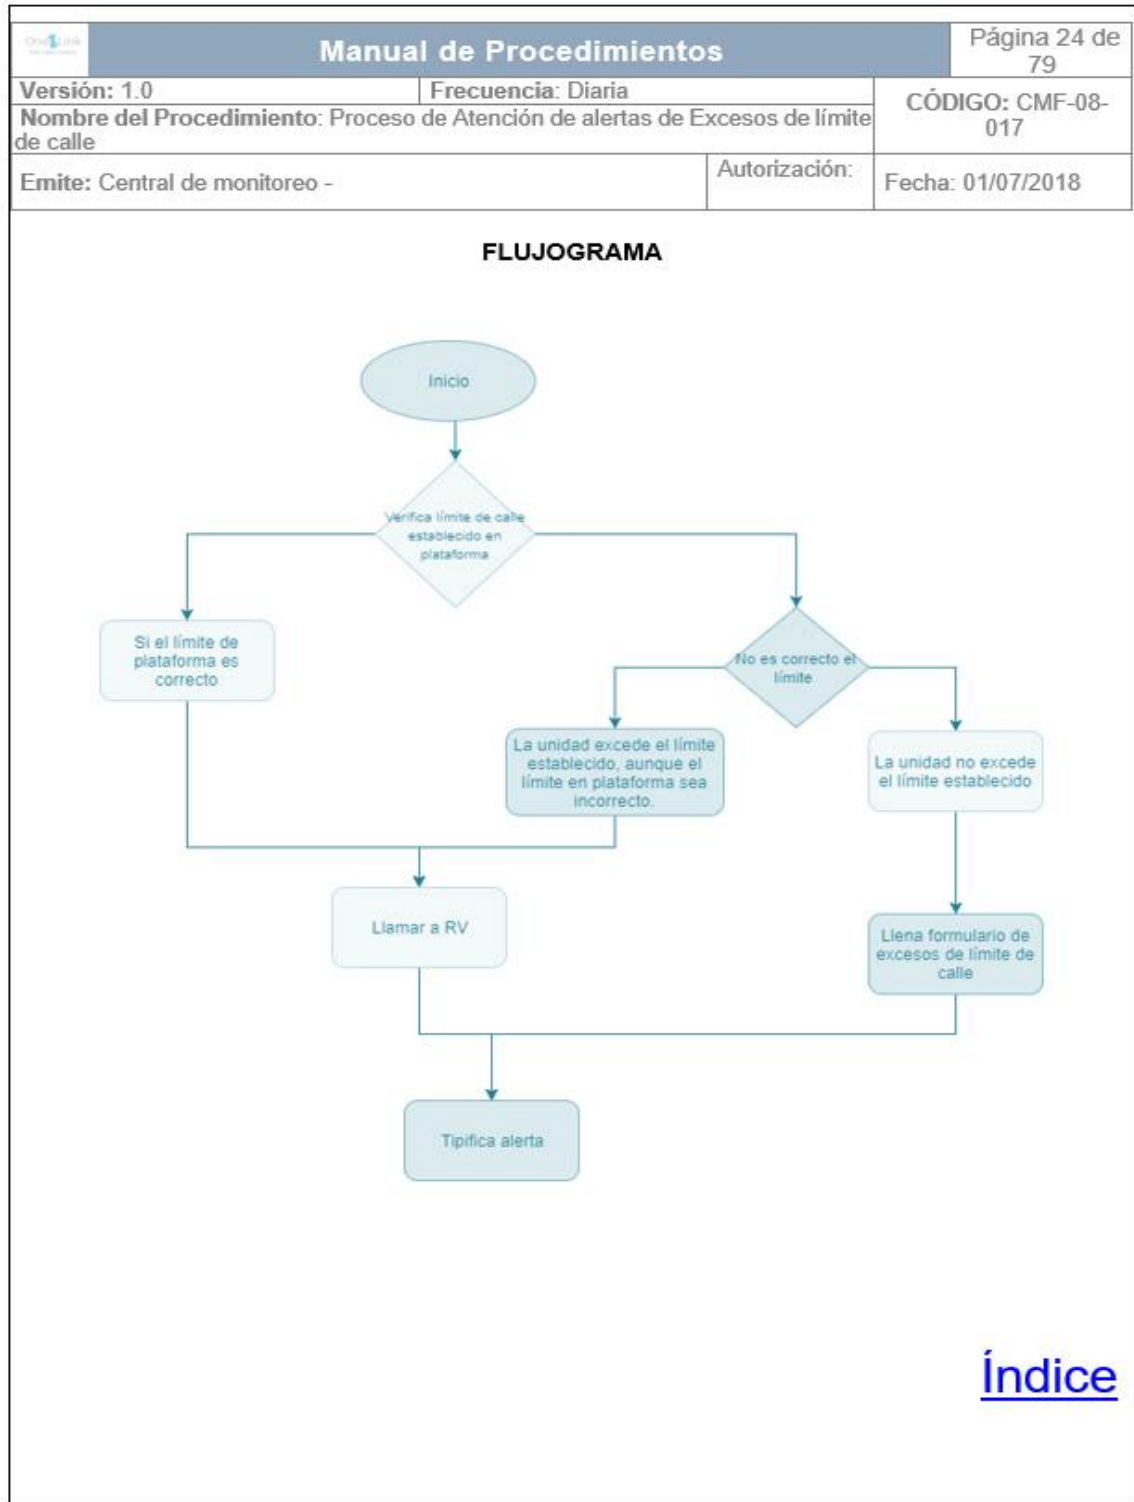 One Link
Manual de Procedimientos
Página 24 de
79
Versión: 1.0
Frecuencia: Diaria
CÓDIGO: CMF-08-
017
Nombre del Procedimiento: Proceso de Atención de alertas de Excesos de límite
de calle
Emite: Central de monitoreo -
Autorización:
Fecha: 01/07/2018
FLUJOGRAMA
Inicio
Verifica límite de calle
establecido en
plataforma
Si el límite de
plataforma es
correcto
No es correcto el
límite
La unidad excede el límite
establecido, aunque el
límite en plataforma sea
incorrecto.
La unidad no excede
el límite establecido
Llamar a RV
Llena formulario de
excesos de límite de
calle
Tipifica alerta
Índice